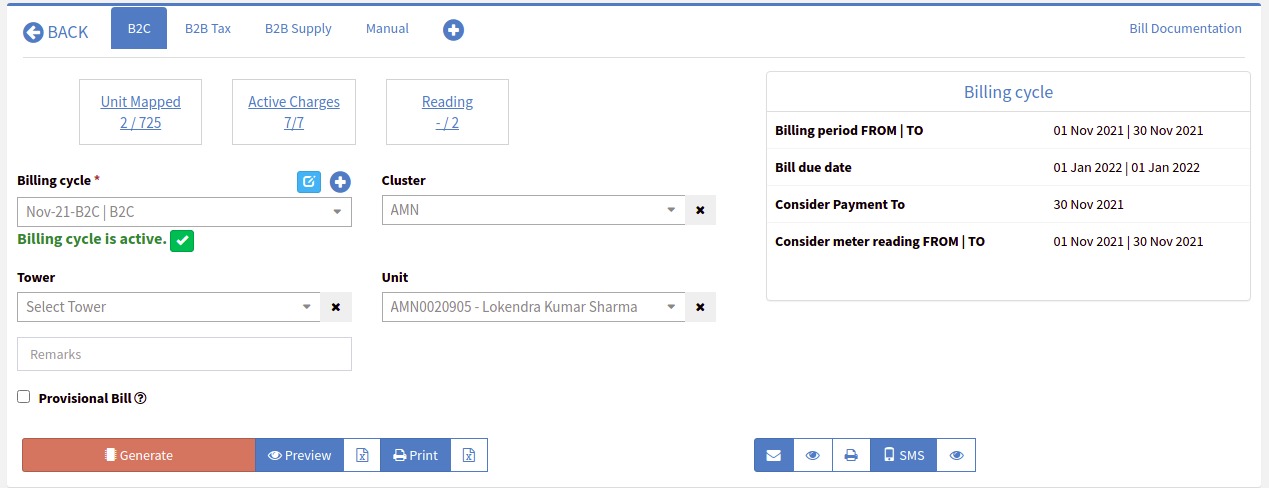 BACK
B2C
B2B Tax
B2B Supply
Manual
Bill Documentation
Unit Mapped
2 / 725
Active Charges
7/7
Reading
- / 2
Billing cycle *
Nov-21-B2C | B2C
Billing cycle is active.
Cluster
AMN
Tower
Select Tower
Unit
AMN0020905 - Lokendra Kumar Sharma
Remarks
Provisional Bill
Generate
Preview
Print
SMS
Billing cycle
Billing period FROM | TO 01 Nov 2021 | 30 Nov 2021
Bill due date 01 Jan 2022 | 01 Jan 2022
Consider Payment To 30 Nov 2021
Consider meter reading FROM | TO 01 Nov 2021 | 30 Nov 2021